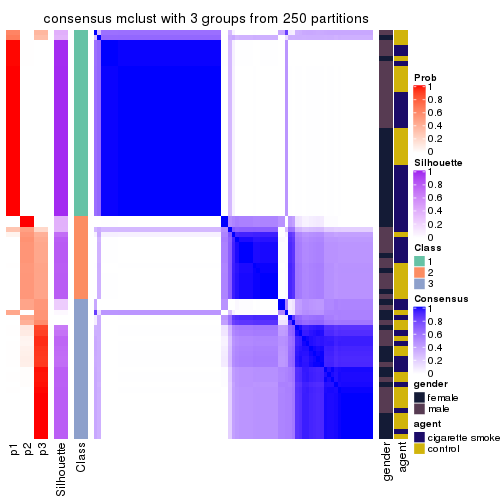 consensus mclust with 3 groups from 250 partitions
Prob
1
0.8
0.6
0.4
0.2
0
Silhouette
1
0.8
0.6
0.4
0.2
0
Class
1
2
3
Consensus
1
0.8
0.6
0.4
0.2
0
gender
female
male
agent
cigarette smoke
control
p1
p2
p3
Silhouette
Class
gender
agent